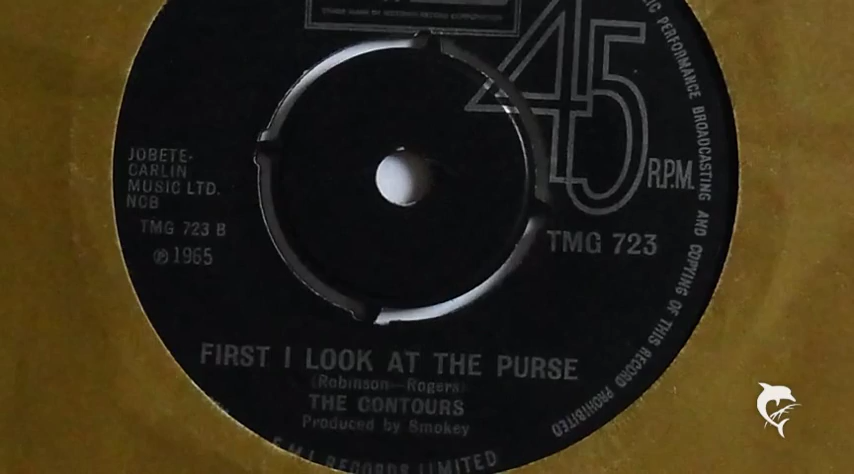 45
R.P.M.
JOBETE-
CARLIN
MUSIC LTD.
NCB
TMG 723 B
℗ 1965
TMG 723
FIRST I LOOK AT THE PURSE
(Robinson—Rogers)
THE CONTOURS
Produced by Smokey
E.M.I. RECORDS LIMITED
PERFORMANCE BROADCASTING AND COPYING OF THIS RECORD PROHIBITED